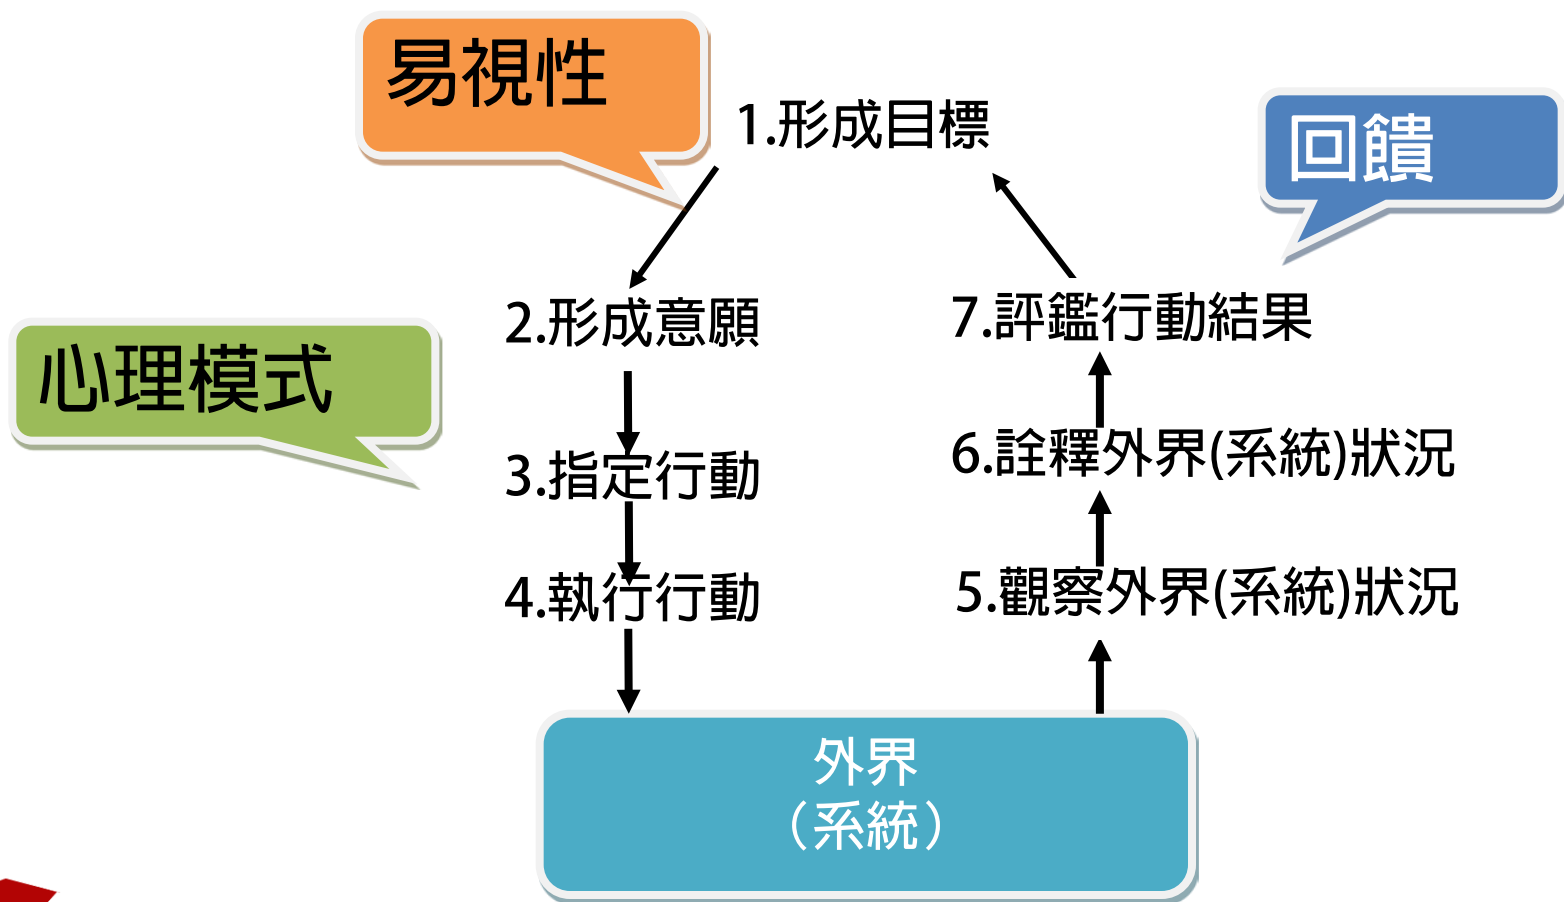 易視性
1.形成目標
回饋
2.形成意願
7.評鑑行動結果
心理模式
3.指定行動
6.詮釋外界(系統)狀況
4.執行行動
5.觀察外界(系統)狀況
外界
（系統）